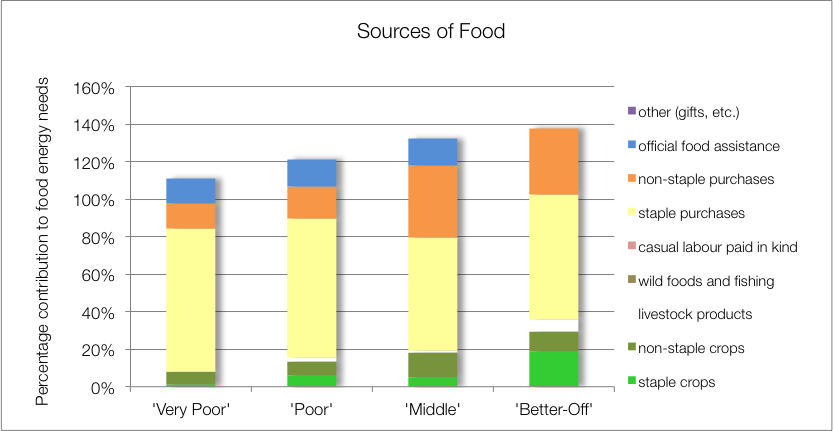 Sources of Food
Percentage contribution to food energy needs
160%
140%
120%
100%
80%
60%
40%
20%
0%
'Very Poor'
'Poor'
'Middle'
'Better-Off'
other (gifts, etc.)
official food assistance
non-staple purchases
staple purchases
casual labour paid in kind
wild foods and fishing
livestock products
non-staple crops
staple crops